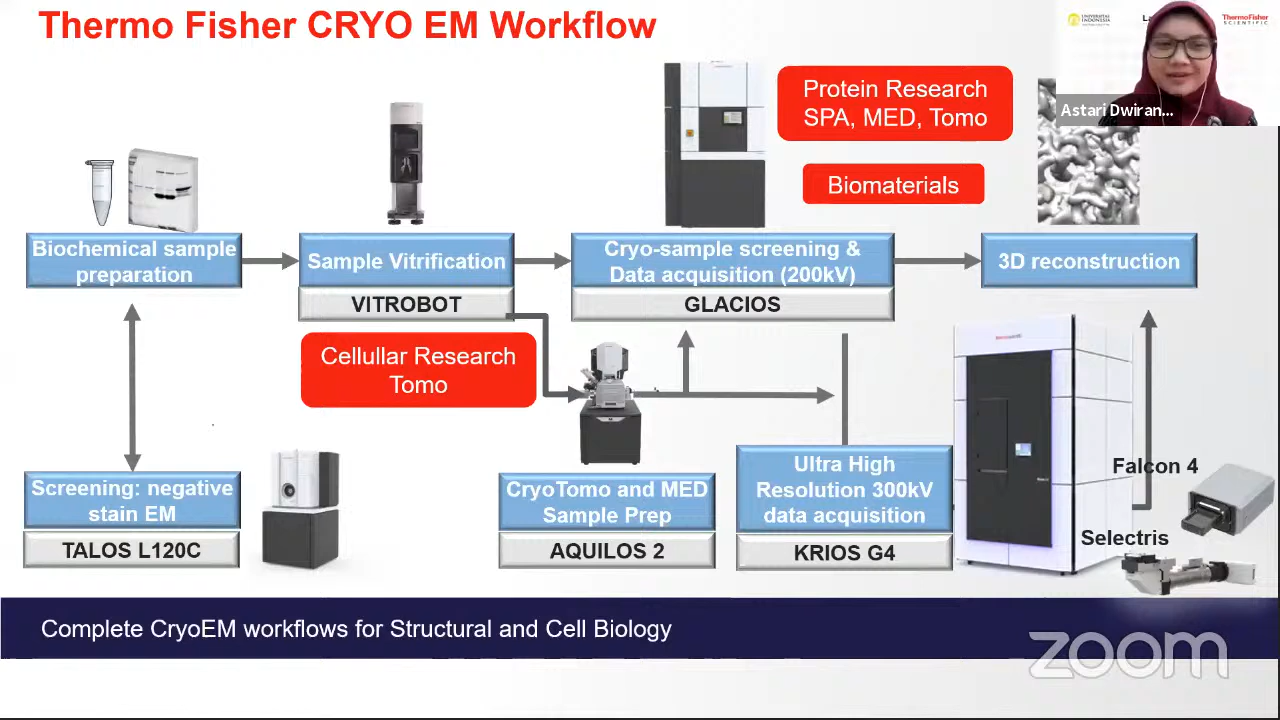 Thermo Fisher CRYO EM Workflow
UNIVERSITAS
INDONESIA
ThermoFisher
SCIENTIFIC
Astari Dwiran...
Protein Research
SPA, MED, Tomo
Biomaterials
Biochemical sample
preparation
Sample Vitrification
VITROBOT
Cryo-sample screening &
Data acquisition (200kV)
GLACIOS
3D reconstruction
Cellullar Research
Tomo
Screening: negative
stain EM
TALOS L120C
CryoTomo and MED
Sample Prep
AQUILOS 2
Ultra High
Resolution 300kV
data acquisition
KRIOS G4
Falcon 4
Selectris
Complete CryoEM workflows for Structural and Cell Biology
zoom